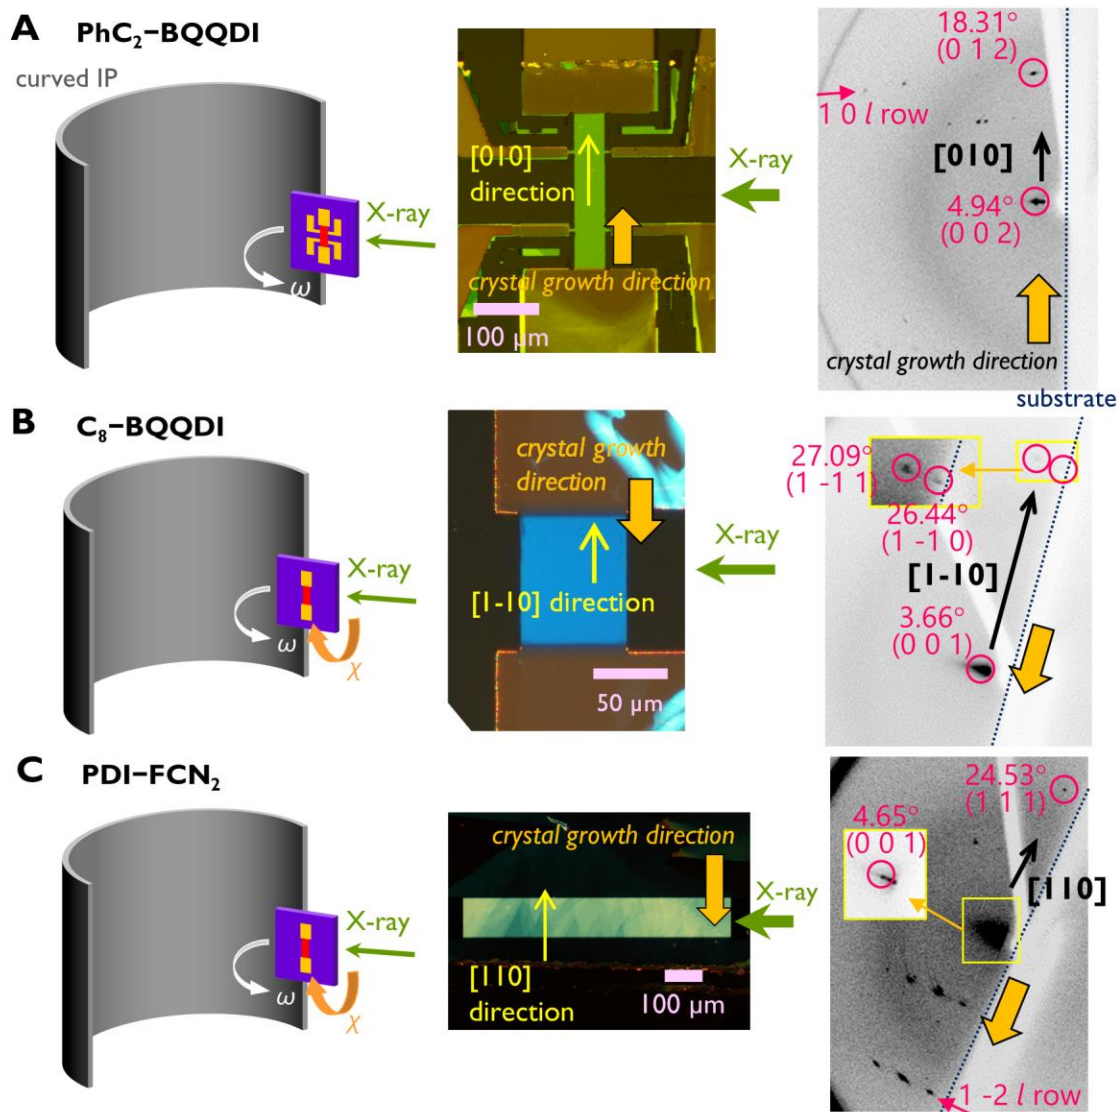 A PhC₂−BQQDI
curved IP
X-ray
ω
[010]
direction
X-ray
crystal growth direction
100 µm
18.31°
(0 1 2)
1 0 l row
[010]
4.94°
(0 0 2)
crystal growth direction
substrate
B C₈−BQQDI
X-ray
ω
χ
crystal growth
direction
X-ray
[1-10] direction
50 µm
27.09°
(1 -1 1)
26.44°
(1 -1 0)
[1-10]
3.66°
(0 0 1)
C PDI−FCN₂
X-ray
ω
χ
crystal growth direction
X-ray
[110]
direction
100 µm
24.53°
(1 1 1)
4.65°
(0 0 1)
[110]
1 -2 l row